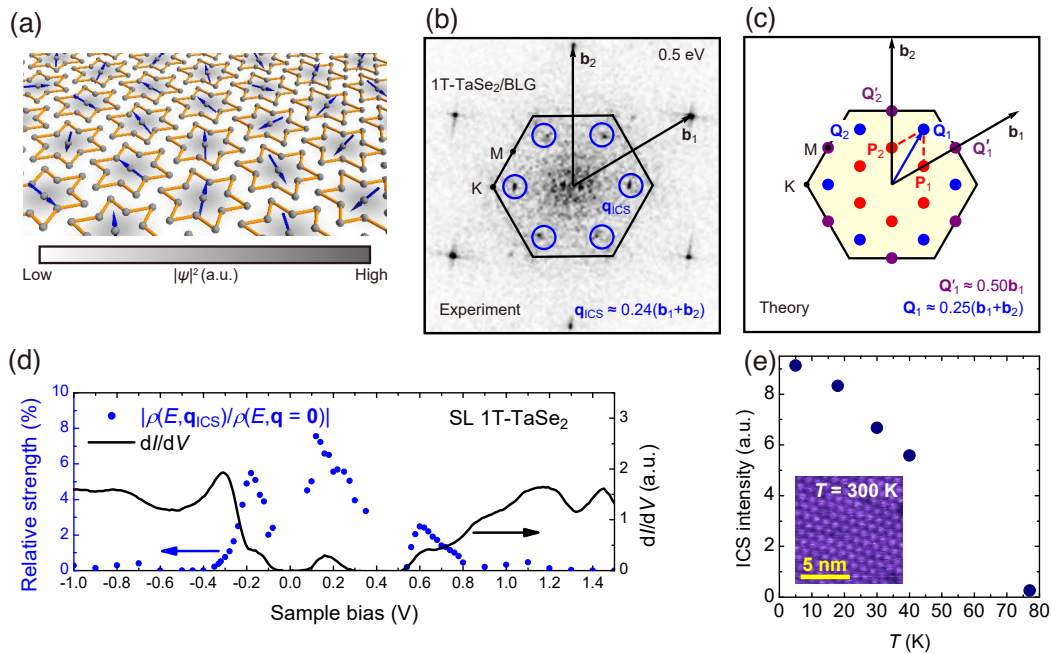 (a)
Low
|ψ|² (a.u.)
High
(b)
0.5 eV
b₂
1T-TaSe₂/BLG
b₁
M
K
q_ICS
Experiment
q_ICS ≈ 0.24(b₁+b₂)
(c)
b₂
Q′₂
Q₂
Q₁
b₁
M
P₂
Q′₁
K
P₁
Q′₁ ≈ 0.50b₁
Theory
Q₁ ≈ 0.25(b₁+b₂)
(d)
Relative strength (%)
10
8
6
4
2
0
|ρ(E,q_ICS)/ρ(E,q = 0)|
dI/dV
SL 1T-TaSe₂
3
2
1
0
dI/dV (a.u.)
-1.0 -0.8 -0.6 -0.4 -0.2 0.0 0.2 0.4 0.6 0.8 1.0 1.2 1.4
Sample bias (V)
(e)
ICS intensity (a.u.)
8
6
4
2
0
T = 300 K
5 nm
0 10 20 30 40 50 60 70 80
T (K)